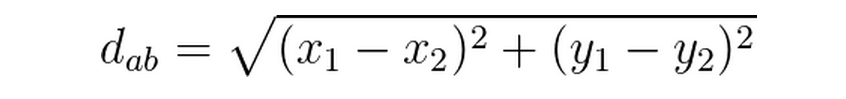 d_{ab} = \sqrt{(x_1 - x_2)^2 + (y_1 - y_2)^2}